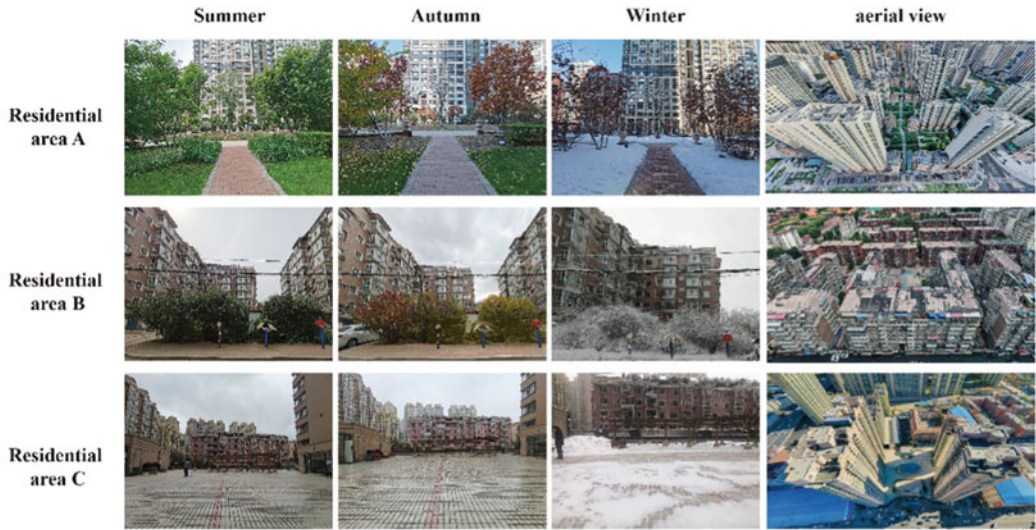 Summer
Autumn
Winter
aerial view
Residential
area A
Residential
area B
Residential
area C